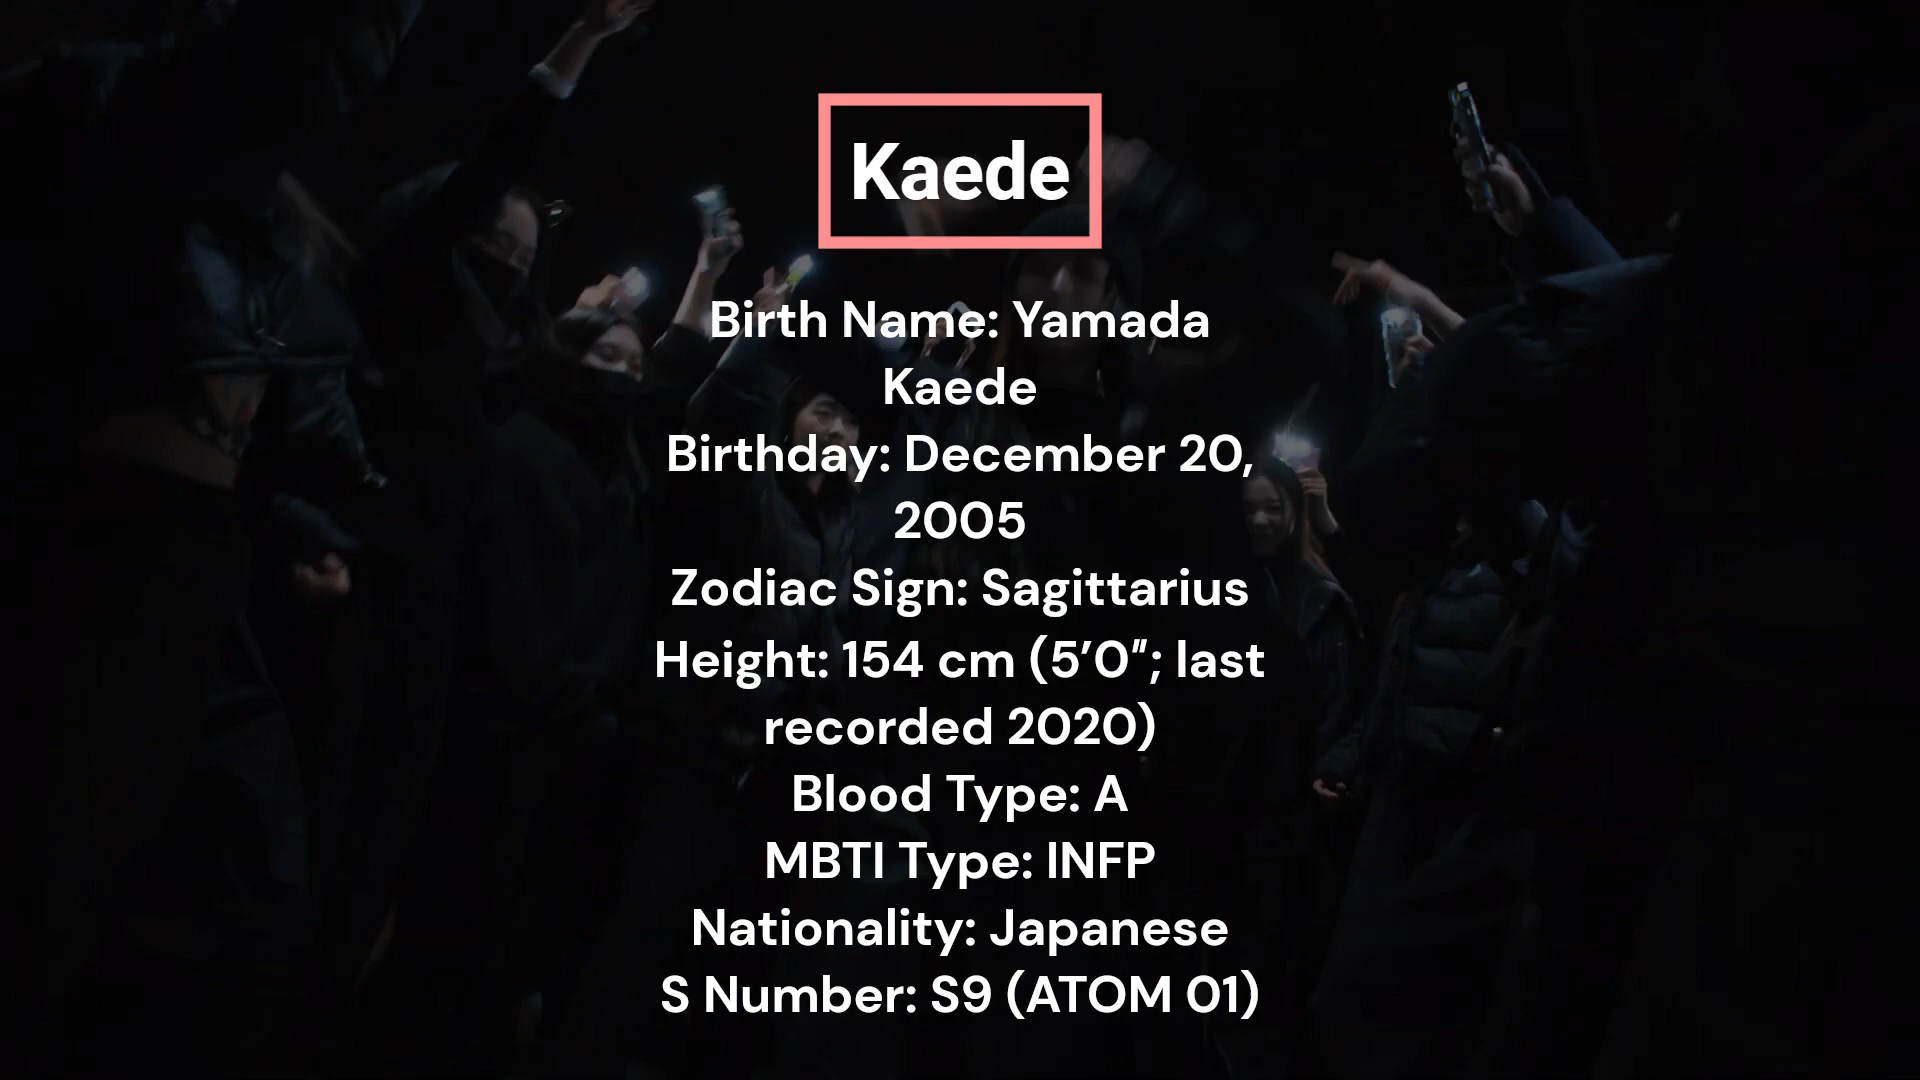 Kaede
Birth Name: Yamada
Kaede
Birthday: December 20,
2005
Zodiac Sign: Sagittarius
Height: 154 cm (5’0″; last
recorded 2020)
Blood Type: A
MBTI Type: INFP
Nationality: Japanese
S Number: S9 (ATOM 01)